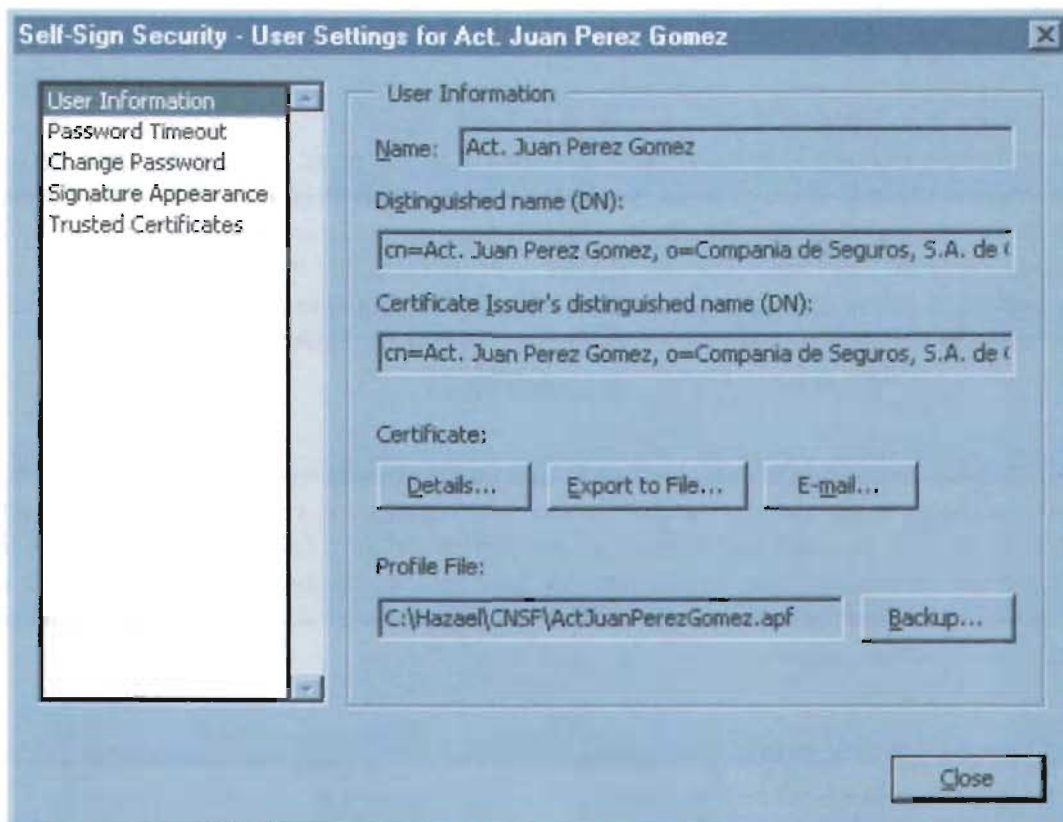 Self-Sign Security - User Settings for Act. Juan Perez Gomez
User Information
Password Timeout
Change Password
Signature Appearance
Trusted Certificates
User Information
Name: Act. Juan Perez Gomez
Distinguished name (DN):
cn=Act. Juan Perez Gomez, o=Compania de Seguros, S.A. de
Certificate Issuer's distinguished name (DN):
cn=Act. Juan Perez Gomez, o=Compania de Seguros, S.A. de
Certificate:
Details... Export to File... E-mail...
Profile File:
C:\Hazael\CNSF\ActJuanPerezGomez.apf Backup...
Close